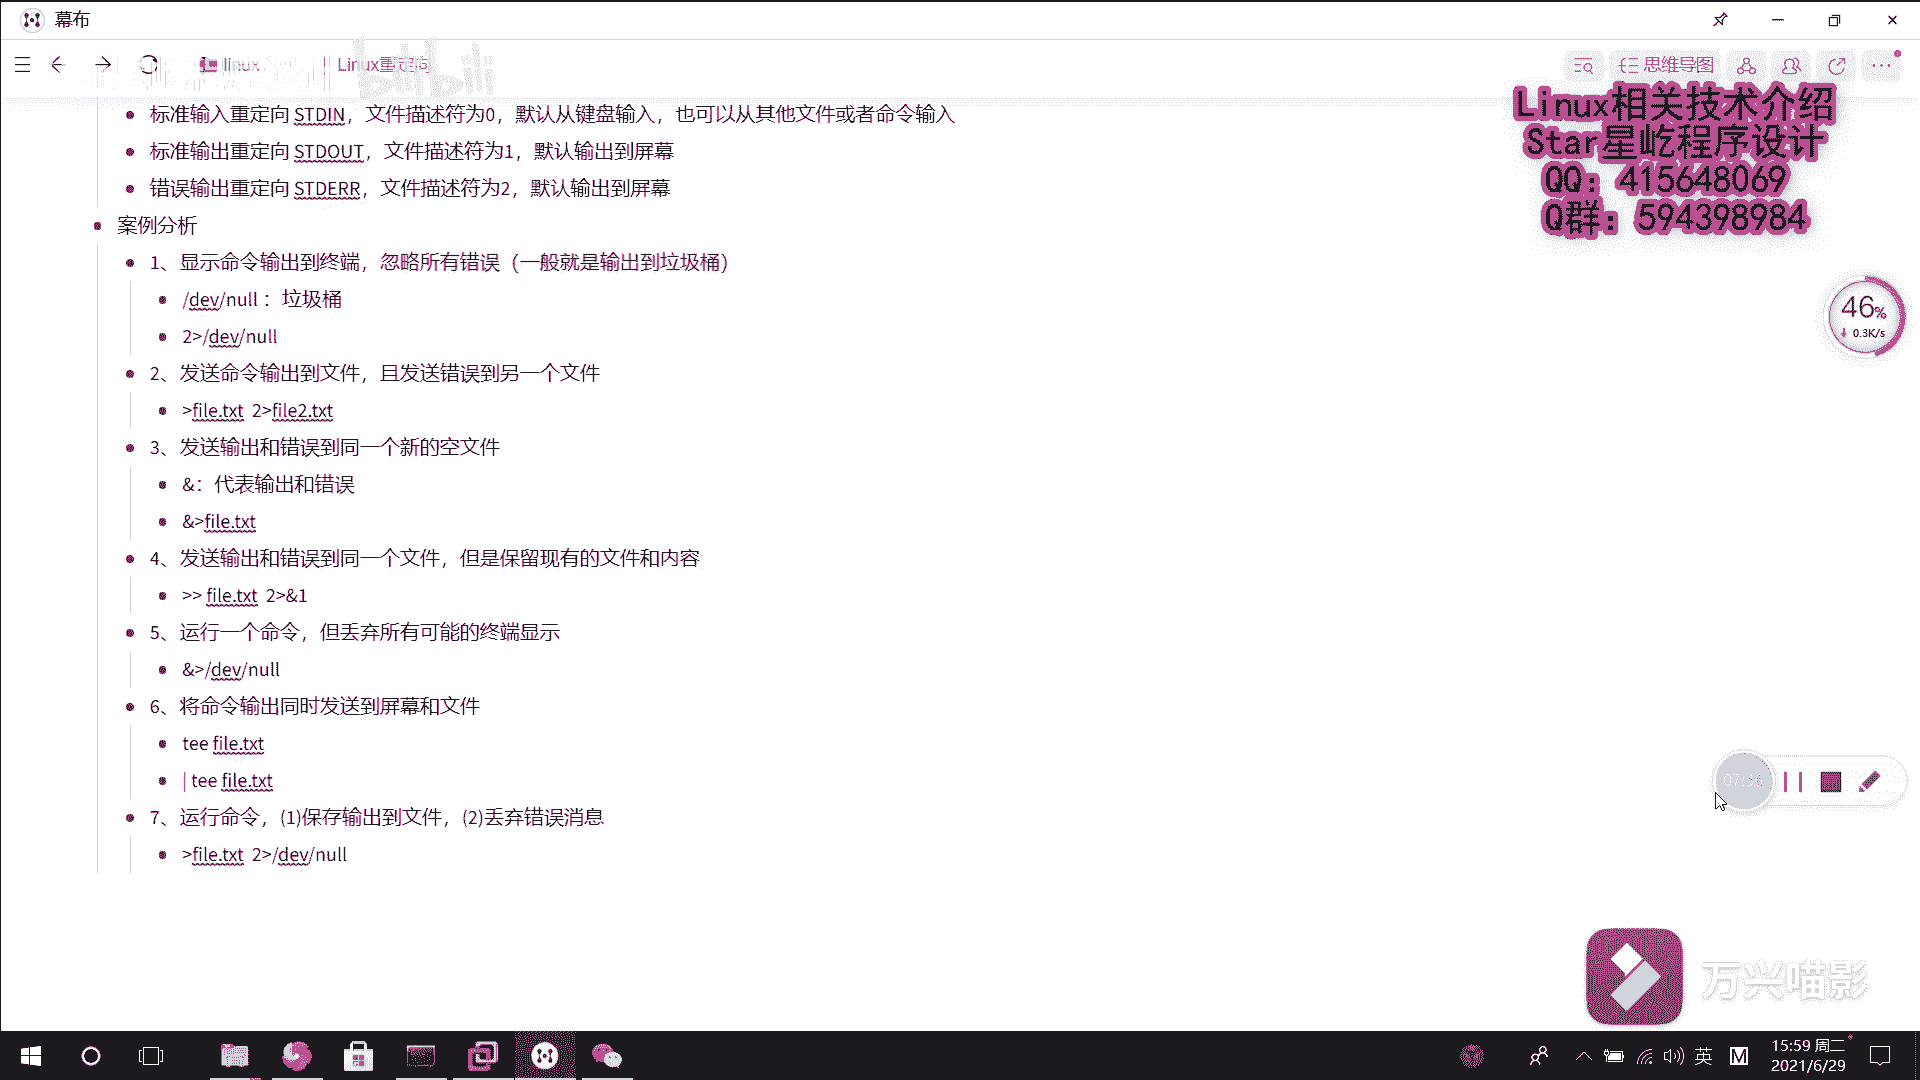 幕布
linux
Linux重定向
思维导图
bilibili
标准输入重定向 STDIN，文件描述符为0，默认从键盘输入，也可以从其他文件或者命令输入
标准输出重定向 STDOUT，文件描述符为1，默认输出到屏幕
错误输出重定向 STDERR，文件描述符为2，默认输出到屏幕
案例分析
1、显示命令输出到终端，忽略所有错误（一般就是输出到垃圾桶）
/dev/null ：垃圾桶
2>/dev/null
2、发送命令输出到文件，且发送错误到另一个文件
>file.txt 2>file2.txt
3、发送输出和错误到同一个新的空文件
&：代表输出和错误
&>file.txt
4、发送输出和错误到同一个文件，但是保留现有的文件和内容
>> file.txt 2>&1
5、运行一个命令，但丢弃所有可能的终端显示
&>/dev/null
6、将命令输出同时发送到屏幕和文件
tee file.txt
| tee file.txt
7、运行命令，(1)保存输出到文件，(2)丢弃错误消息
>file.txt 2>/dev/null
Linux相关技术介绍
Star星屹程序设计
QQ：415648069
Q群：594398984
46%
↓ 0.3K/s
万兴喵影
英
M
15:59 周二
2021/6/29